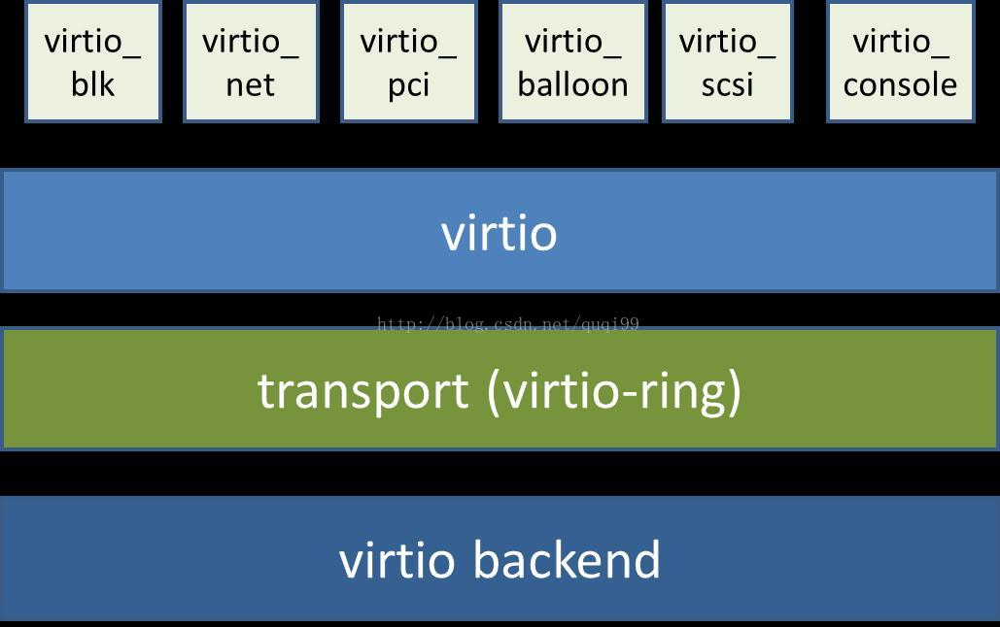 virtio_
blk
virtio_
net
virtio_
pci
virtio_
balloon
virtio_
scsi
virtio_
console
virtio
http://blog.csdn.net/quqi99
transport (virtio-ring)
virtio backend